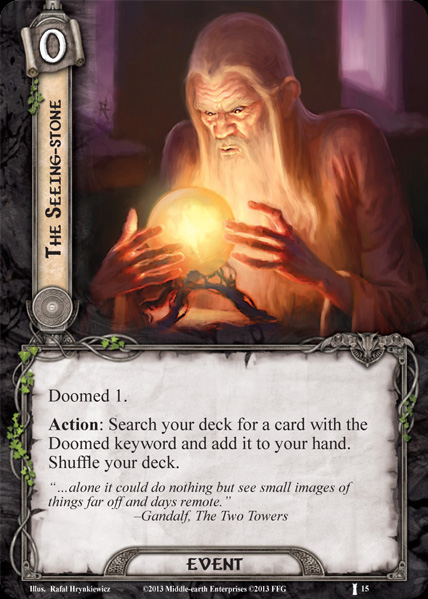 0
THE SEEING-STONE
Doomed 1.
Action: Search your deck for a card with the
Doomed keyword and add it to your hand.
Shuffle your deck.
“…alone it could do nothing but see small images of
things far off and days remote.”
–Gandalf, The Two Towers
EVENT
Illus. Rafał Hrynkiewicz ©2013 Middle-earth Enterprises ©2013 FFG 15